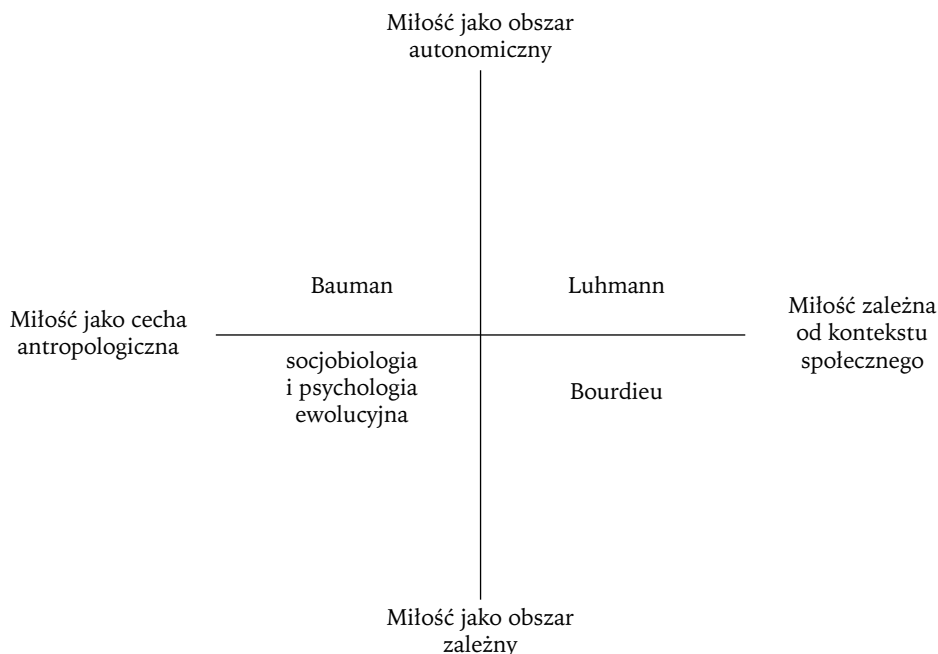 Miłość jako obszar
autonomiczny
Bauman
Luhmann
Miłość jako cecha
antropologiczna
Miłość zależna
od kontekstu
społecznego
socjobiologia
i psychologia
ewolucyjna
Bourdieu
Miłość jako obszar
zależny